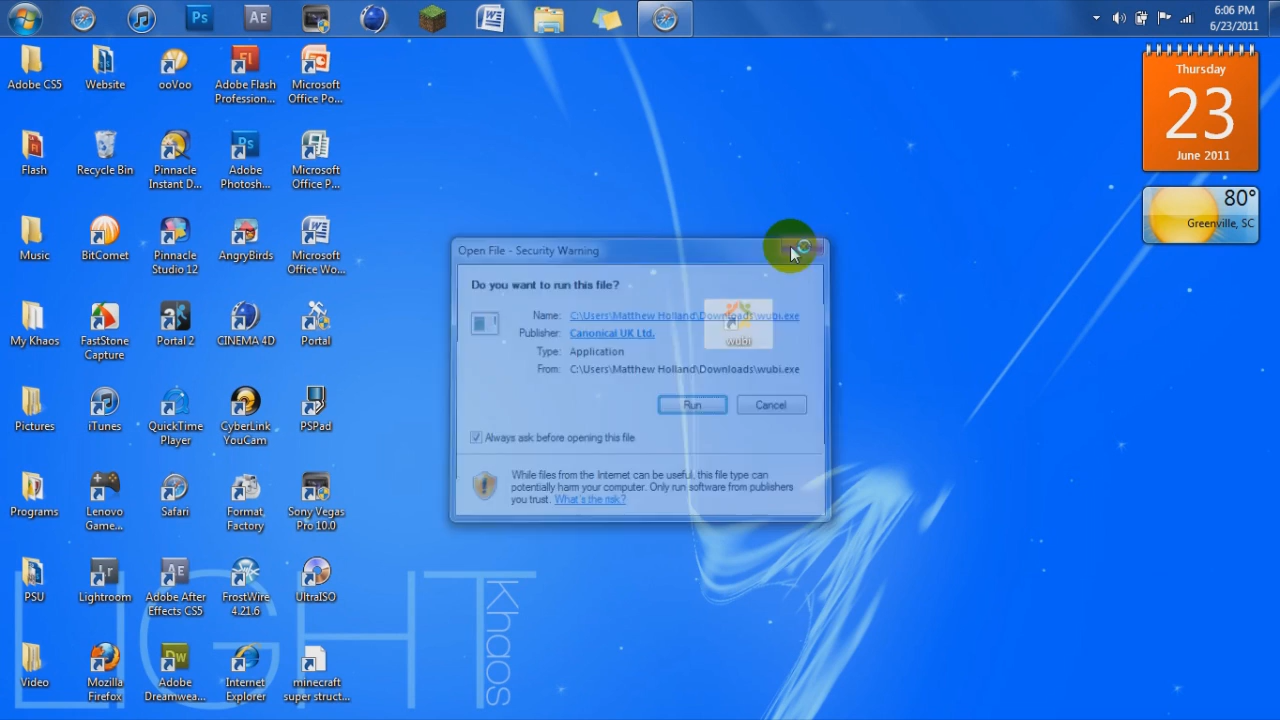 Ps
AE
6:06 PM
6/23/2011
Adobe CS5
Website
ooVoo
Adobe Flash
Profession...
Microsoft
Office Po...
Flash
Recycle Bin
Pinnacle
Instant D...
Adobe
Photosh...
Microsoft
Office P...
Music
BitComet
Pinnacle
Studio 12
AngryBirds
Microsoft
Office Wo...
My Khaos
FastStone
Capture
Portal 2
CINEMA 4D
Portal
Pictures
iTunes
QuickTime
Player
CyberLink
YouCam
PSPad
Programs
Lenovo
Game...
Safari
Format
Factory
Sony Vegas
Pro 10.0
PSU
Lightroom
Adobe After
Effects CS5
FrostWire
4.21.6
UltraISO
Video
Mozilla
Firefox
Adobe
Dreamwea...
Internet
Explorer
minecraft
super struct...
LIGHT
Khaos
Open File - Security Warning
Do you want to run this file?
Name: C:\Users\Matthew Holland\Downloads\wubi.exe
Publisher: Canonical UK Ltd.
wubi
Type: Application
From: C:\Users\Matthew Holland\Downloads\wubi.exe
Run Cancel
Always ask before opening this file
While files from the Internet can be useful, this file type can
potentially harm your computer. Only run software from publishers
you trust. What's the risk?
Thursday
23
June 2011
80°
Greenville, SC